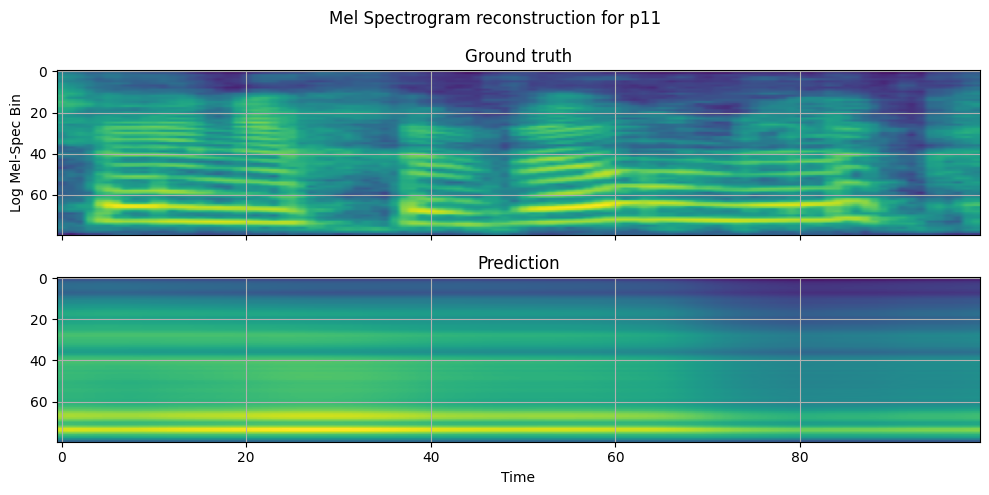 Mel Spectrogram reconstruction for p11
Ground truth
Log Mel-Spec Bin
0
20
40
60
Prediction
0
20
40
60
0 20 40 60 80
Time